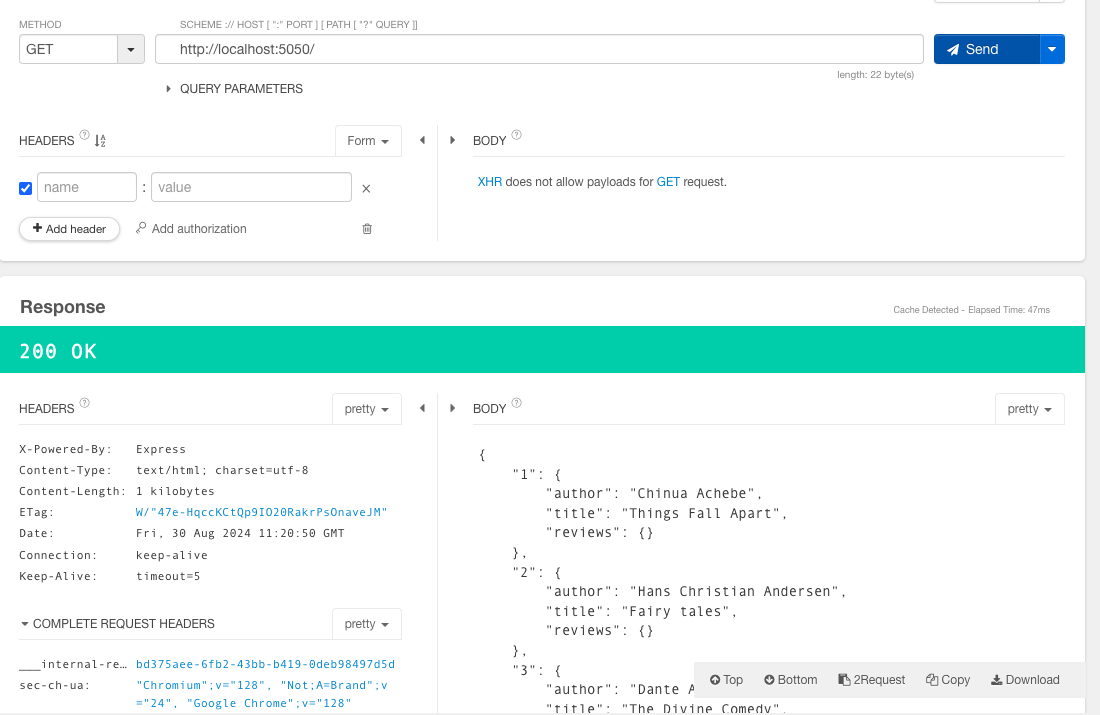 METHOD
SCHEME :// HOST [ ":" PORT ] [ PATH [ "?" QUERY ]]
GET
http://localhost:5050/
Send
length: 22 byte(s)
QUERY PARAMETERS
HEADERS ?
Form
BODY ?
name : value
XHR does not allow payloads for GET request.
Add header
Add authorization
Response
Cache Detected - Elapsed Time: 47ms
200 OK
HEADERS ?
pretty
X-Powered-By: Express
Content-Type: text/html; charset=utf-8
Content-Length: 1 kilobytes
ETag: W/"47e-HqccKCtQp9IO20RakrPsOnaveJM"
Date: Fri, 30 Aug 2024 11:20:50 GMT
Connection: keep-alive
Keep-Alive: timeout=5
COMPLETE REQUEST HEADERS
pretty
___internal-re… bd375aee-6fb2-43bb-b419-0deb98497d5d
sec-ch-ua: "Chromium";v="128", "Not;A=Brand";v
="24", "Google Chrome";v="128"
BODY ?
pretty
{
"1": {
"author": "Chinua Achebe",
"title": "Things Fall Apart",
"reviews": {}
},
"2": {
"author": "Hans Christian Andersen",
"title": "Fairy tales",
"reviews": {}
},
"3": {
"author": "Dante A
"title": "The Divine Comedy",
Top
Bottom
2Request
Copy
Download